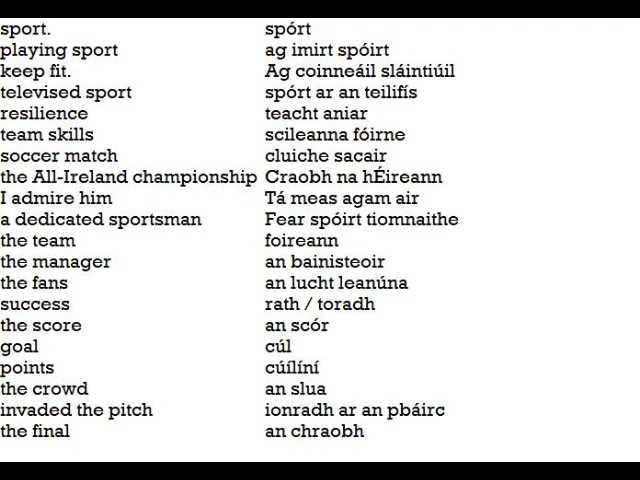 sport. spórt
playing sport ag imirt spóirt
keep fit. Ag coinneáil sláintiúil
televised sport spórt ar an teilifís
resilience teacht aniar
team skills scileanna fóirne
soccer match cluiche sacair
the All-Ireland championship Craobh na hÉireann
I admire him Tá meas agam air
a dedicated sportsman Fear spóirt tiomnaithe
the team foireann
the manager an bainisteoir
the fans an lucht leanúna
success rath / toradh
the score an scór
goal cúl
points cúílíní
the crowd an slua
invaded the pitch ionradh ar an pbáirc
the final an chraobh